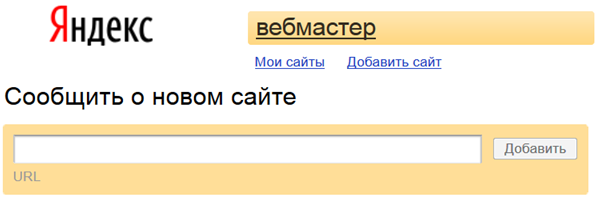 Яндекс
вебмастер
Мои сайты Добавить сайт
Сообщить о новом сайте
Добавить
URL